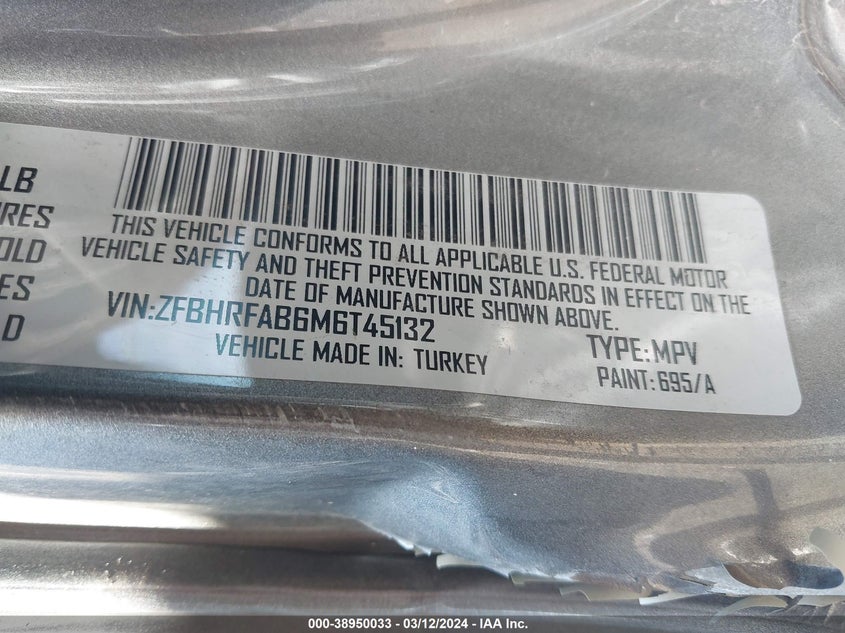 LB
IRES
OLD
ES
D
THIS VEHICLE CONFORMS TO ALL APPLICABLE U.S. FEDERAL MOTOR
VEHICLE SAFETY AND THEFT PREVENTION STANDARDS IN EFFECT ON THE
DATE OF MANUFACTURE SHOWN ABOVE.
VIN:ZFBHRFAB6M6T45132
TYPE:MPV
VEHICLE MADE IN: TURKEY
PAINT:695/A
000-38950033 - 03/12/2024 - © IAA, Inc.